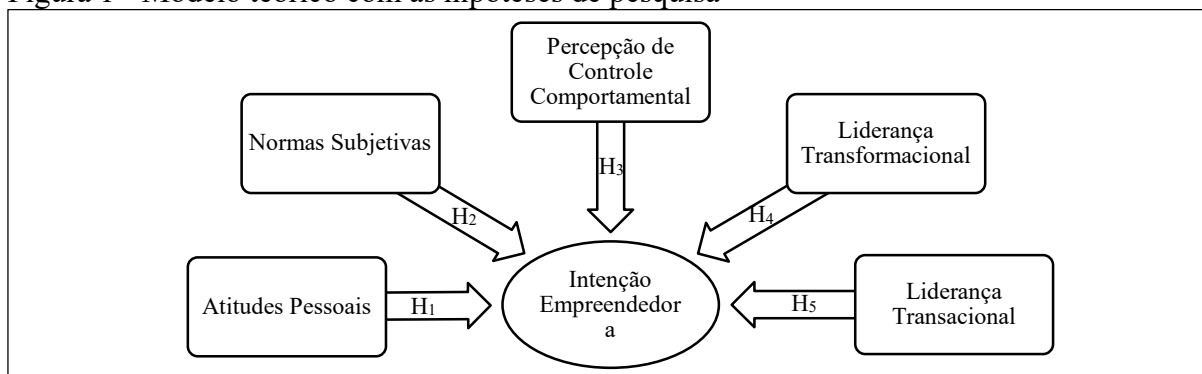 Figura 1 - Modelo teórico com as hipóteses de pesquisa
Percepção de
Controle
Comportamental
Normas Subjetivas
Liderança
Transformacional
H3
H2
H4
Atitudes Pessoais
H1
Intenção
Empreendedor
a
H5
Liderança
Transacional